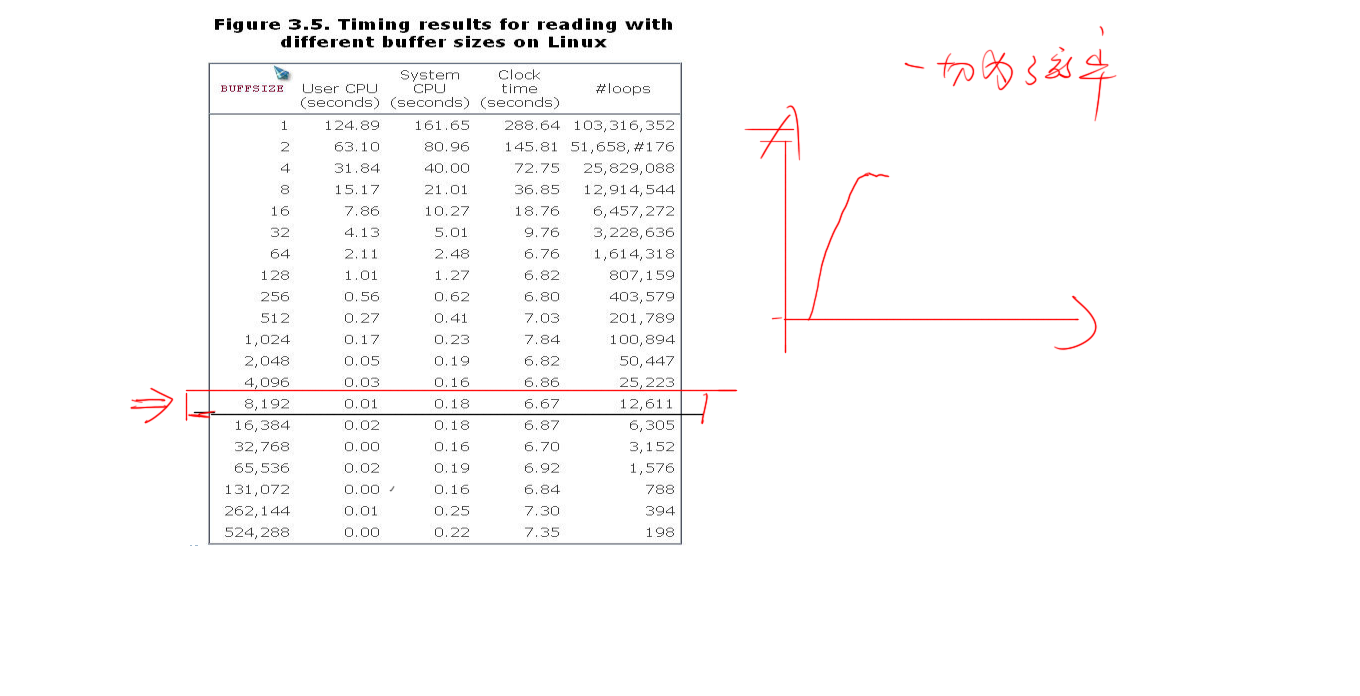 Figure 3.5. Timing results for reading with
different buffer sizes on Linux
BUFFSIZE User CPU (seconds) System CPU (seconds) Clock time (seconds) #loops
1 124.89 161.65 288.64 103,316,352
2 63.10 80.96 145.81 51,658,#176
4 31.84 40.00 72.75 25,829,088
8 15.17 21.01 36.85 12,914,544
16 7.86 10.27 18.76 6,457,272
32 4.13 5.01 9.76 3,228,636
64 2.11 2.48 6.76 1,614,318
128 1.01 1.27 6.82 807,159
256 0.56 0.62 6.80 403,579
512 0.27 0.41 7.03 201,789
1,024 0.17 0.23 7.84 100,894
2,048 0.05 0.19 6.82 50,447
4,096 0.03 0.16 6.86 25,223
8,192 0.01 0.18 6.67 12,611
16,384 0.02 0.18 6.87 6,305
32,768 0.00 0.16 6.70 3,152
65,536 0.02 0.19 6.92 1,576
131,072 0.00 0.16 6.84 788
262,144 0.01 0.25 7.30 394
524,288 0.00 0.22 7.35 198
一切为了效率